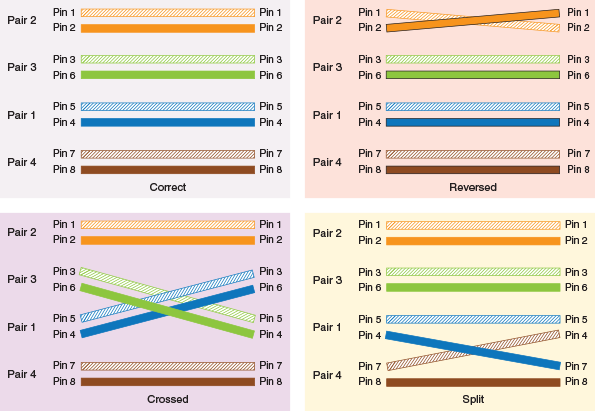 Pair 2 Pin 1 Pin 1
Pin 2 Pin 2
Pair 3 Pin 3 Pin 3
Pin 6 Pin 6
Pair 1 Pin 5 Pin 5
Pin 4 Pin 4
Pair 4 Pin 7 Pin 7
Pin 8 Pin 8
Correct
Pair 2 Pin 1 Pin 1
Pin 2 Pin 2
Pair 3 Pin 3 Pin 3
Pin 6 Pin 6
Pair 1 Pin 5 Pin 5
Pin 4 Pin 4
Pair 4 Pin 7 Pin 7
Pin 8 Pin 8
Reversed
Pair 2 Pin 1 Pin 1
Pin 2 Pin 2
Pair 3 Pin 3 Pin 3
Pin 6 Pin 6
Pair 1 Pin 5 Pin 5
Pin 4 Pin 4
Pair 4 Pin 7 Pin 7
Pin 8 Pin 8
Crossed
Pair 2 Pin 1 Pin 1
Pin 2 Pin 2
Pair 3 Pin 3 Pin 3
Pin 6 Pin 6
Pair 1 Pin 5 Pin 5
Pin 4 Pin 4
Pair 4 Pin 7 Pin 7
Pin 8 Pin 8
Split